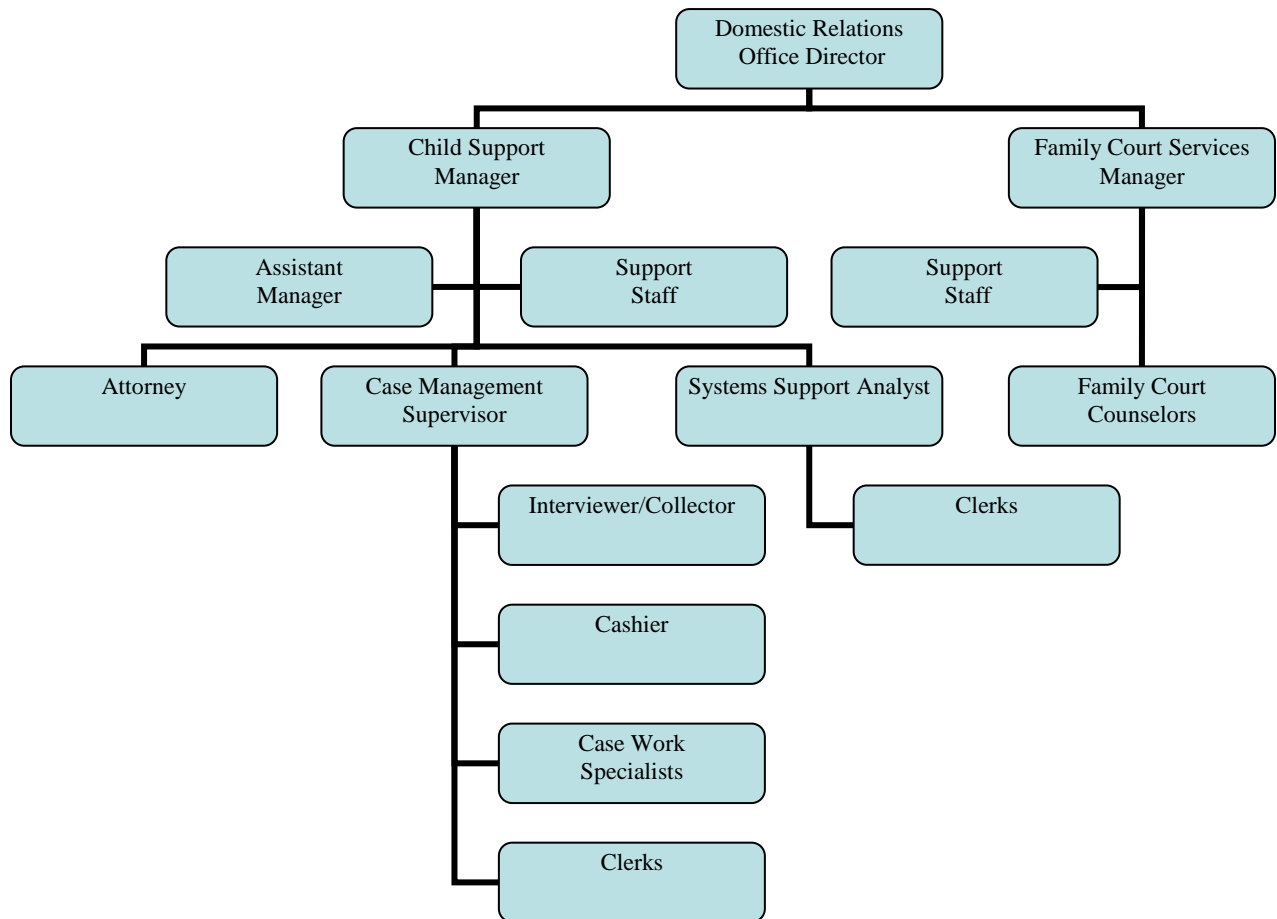 Domestic Relations
Office Director
Child Support
Manager
Family Court Services
Manager
Assistant
Manager
Support
Staff
Support
Staff
Attorney
Case Management
Supervisor
Systems Support Analyst
Family Court
Counselors
Interviewer/Collector
Clerks
Cashier
Case Work
Specialists
Clerks